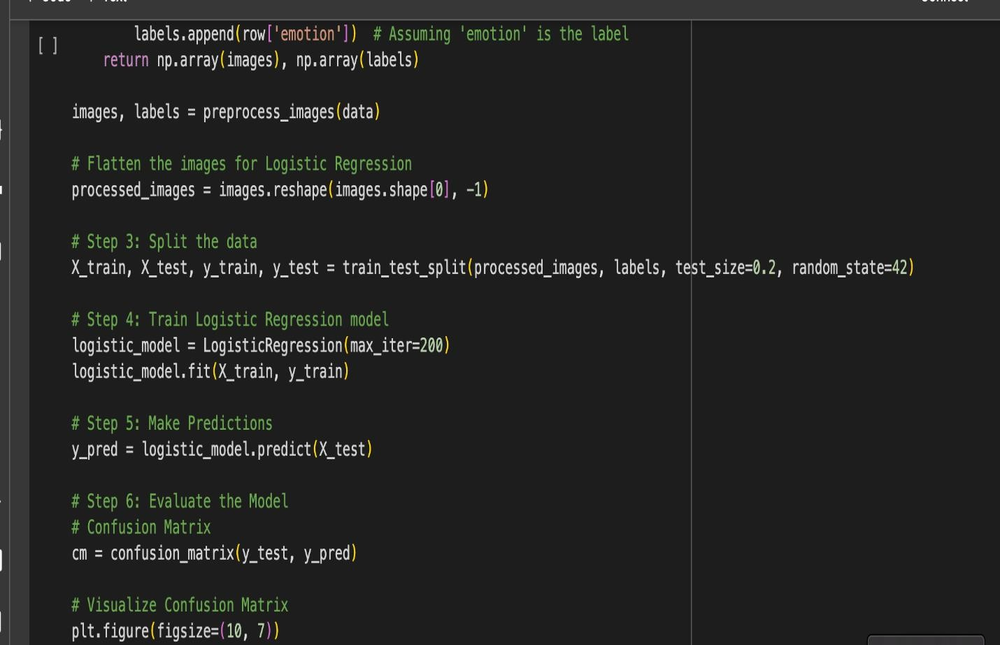 [ ]
labels.append(row['emotion'])  # Assuming 'emotion' is the label
return np.array(images), np.array(labels)
images, labels = preprocess_images(data)
# Flatten the images for Logistic Regression
processed_images = images.reshape(images.shape[0], -1)
# Step 3: Split the data
X_train, X_test, y_train, y_test = train_test_split(processed_images, labels, test_size=0.2, random_state=42)
# Step 4: Train Logistic Regression model
logistic_model = LogisticRegression(max_iter=200)
logistic_model.fit(X_train, y_train)
# Step 5: Make Predictions
y_pred = logistic_model.predict(X_test)
# Step 6: Evaluate the Model
# Confusion Matrix
cm = confusion_matrix(y_test, y_pred)
# Visualize Confusion Matrix
plt.figure(figsize=(10, 7))